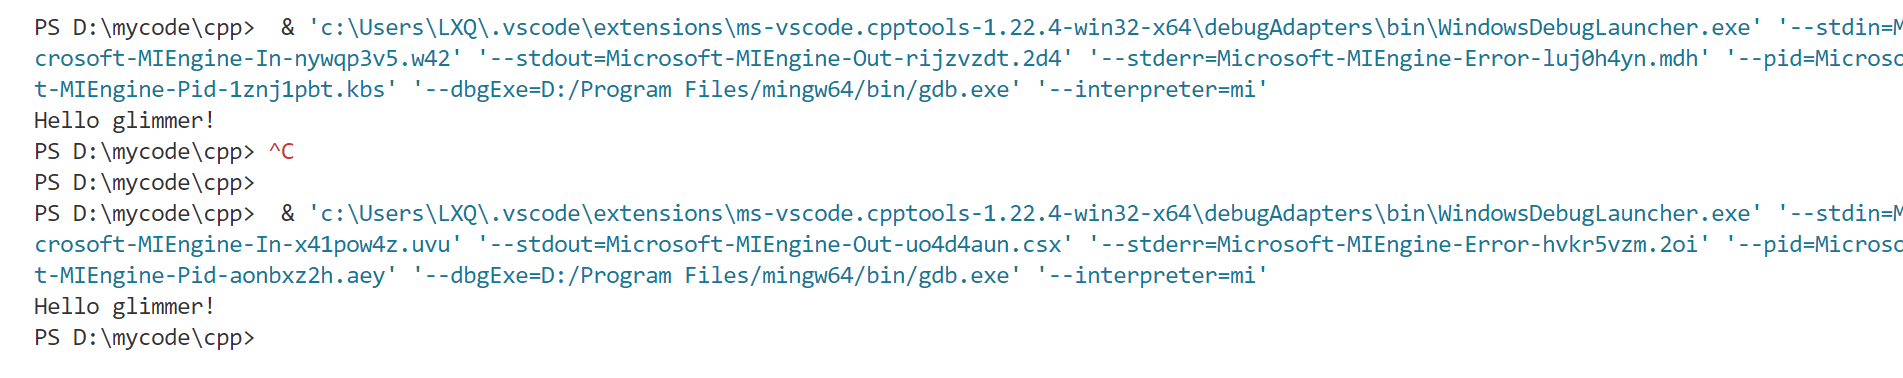 PS D:\mycode\cpp>  & 'c:\Users\LXQ\.vscode\extensions\ms-vscode.cpptools-1.22.4-win32-x64\debugAdapters\bin\WindowsDebugLauncher.exe' '--stdin=M
crosoft-MIEngine-In-nywqp3v5.w42' '--stdout=Microsoft-MIEngine-Out-rijzvzdt.2d4' '--stderr=Microsoft-MIEngine-Error-luj0h4yn.mdh' '--pid=Microso
t-MIEngine-Pid-1znj1pbt.kbs' '--dbgExe=D:/Program Files/mingw64/bin/gdb.exe' '--interpreter=mi'
Hello glimmer!
PS D:\mycode\cpp> ^C
PS D:\mycode\cpp>
PS D:\mycode\cpp>  & 'c:\Users\LXQ\.vscode\extensions\ms-vscode.cpptools-1.22.4-win32-x64\debugAdapters\bin\WindowsDebugLauncher.exe' '--stdin=M
crosoft-MIEngine-In-x41pow4z.uvu' '--stdout=Microsoft-MIEngine-Out-uo4d4aun.csx' '--stderr=Microsoft-MIEngine-Error-hvkr5vzm.2oi' '--pid=Microso
t-MIEngine-Pid-aonbxz2h.aey' '--dbgExe=D:/Program Files/mingw64/bin/gdb.exe' '--interpreter=mi'
Hello glimmer!
PS D:\mycode\cpp>